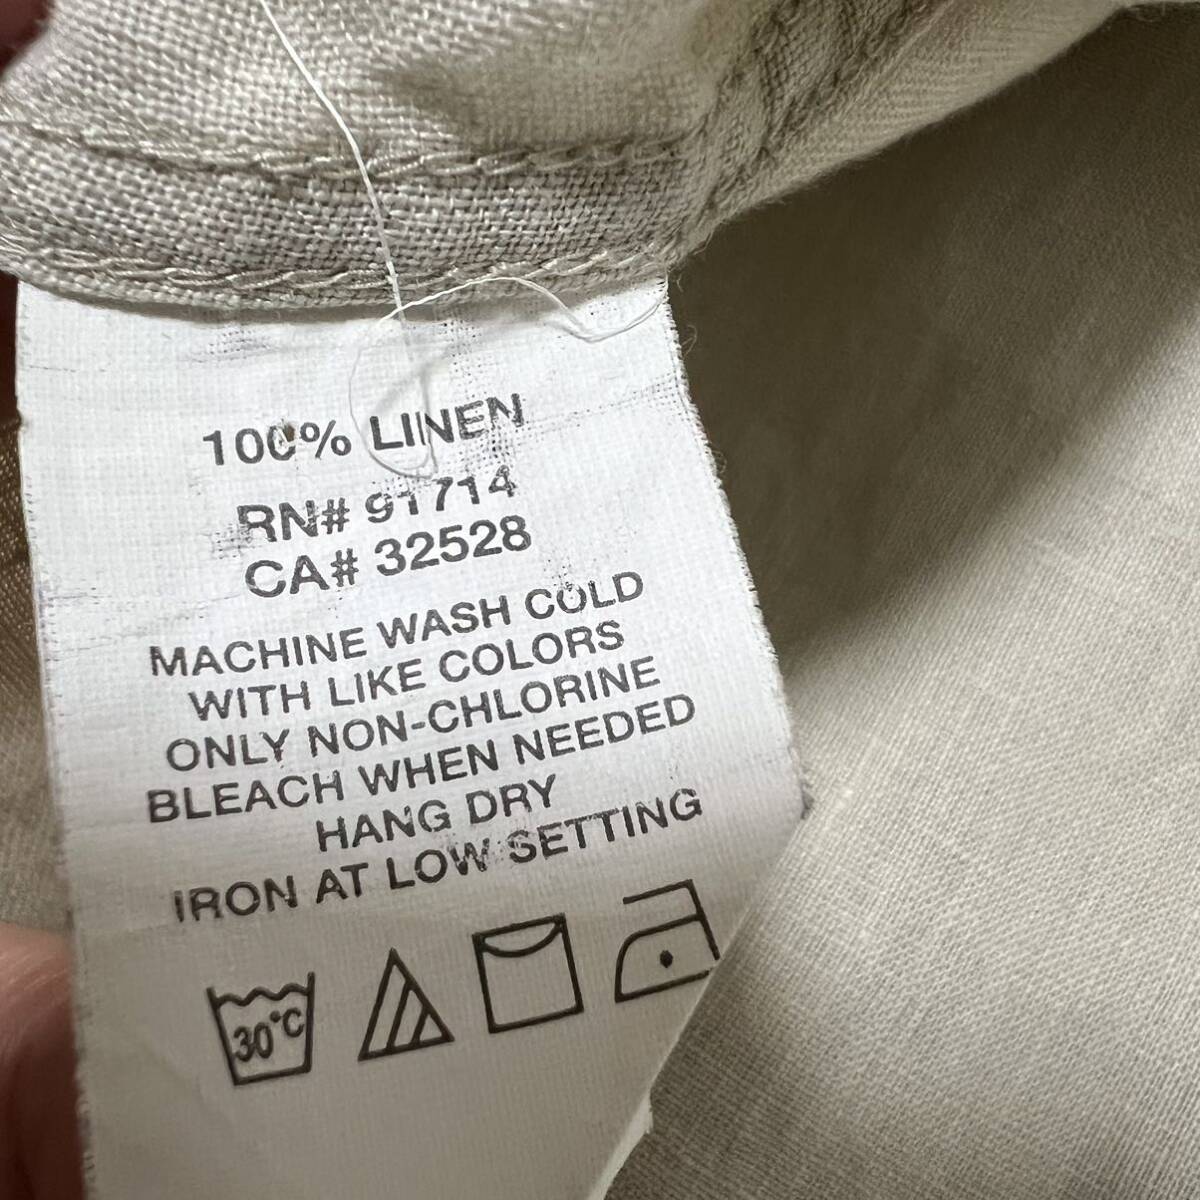 100% LINEN
RN# 91714
CA# 32528
MACHINE WASH COLD
WITH LIKE COLORS
ONLY NON-CHLORINE
BLEACH WHEN NEEDED
HANG DRY
IRON AT LOW SETTING
30°C